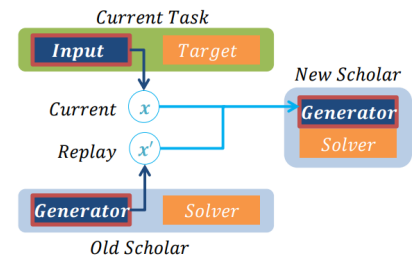 Current Task
Input Target
New Scholar
Current x
Generator
Replay x'
Solver
Generator Solver
Old Scholar